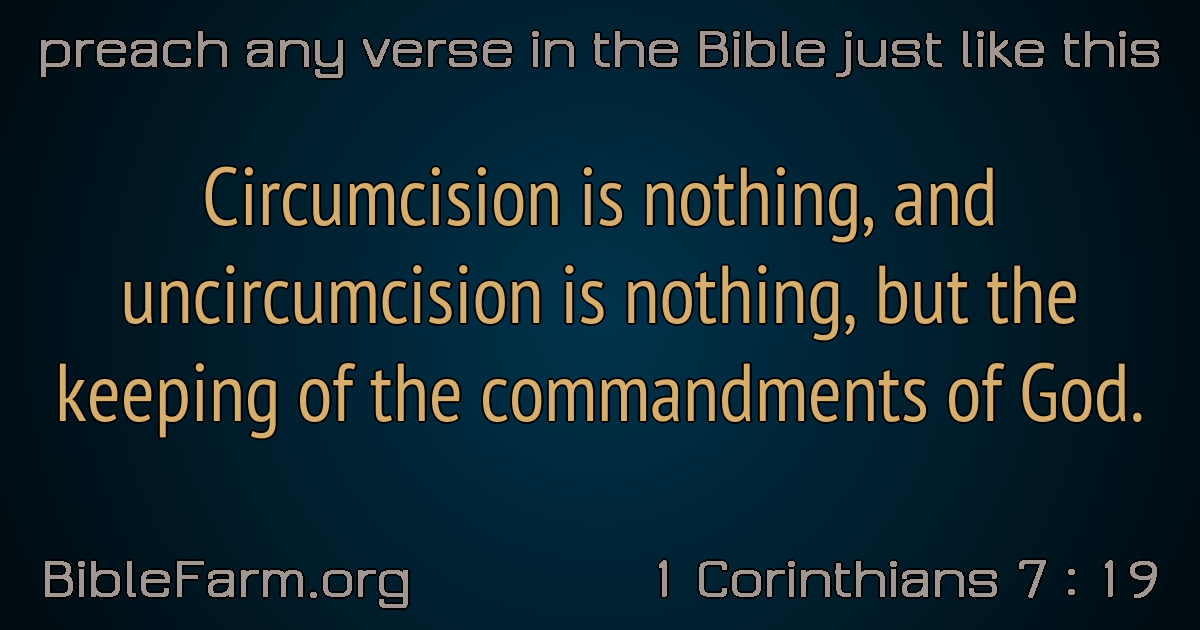 preach any verse in the Bible just like this
Circumcision is nothing, and
uncircumcision is nothing, but the
keeping of the commandments of God.
BibleFarm.org
1 Corinthians 7 : 19